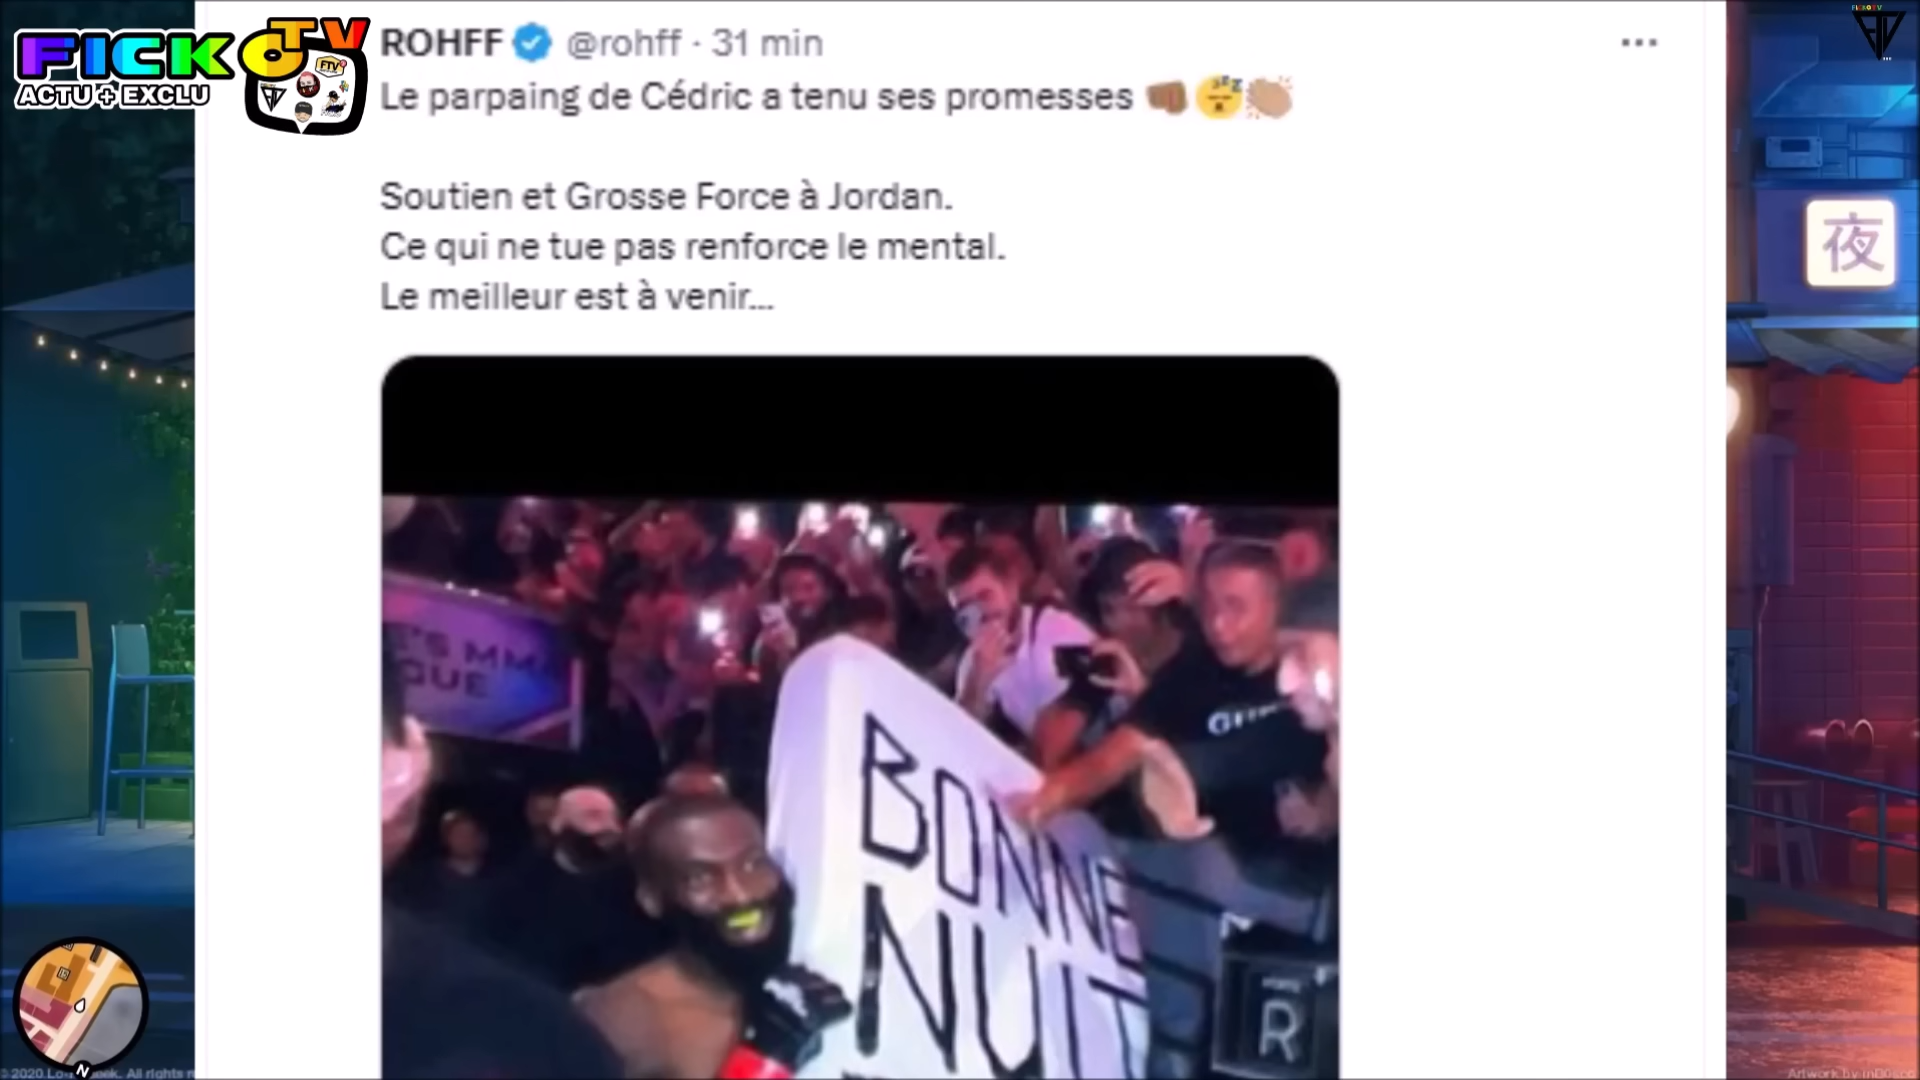 FICKO TV
ACTU + EXCLU
FTV
ROHFF @rohff · 31 min
Le parpaing de Cédric a tenu ses promesses
Soutien et Grosse Force à Jordan.
Ce qui ne tue pas renforce le mental.
Le meilleur est à venir...
夜
BONNE
NUIT
R
N